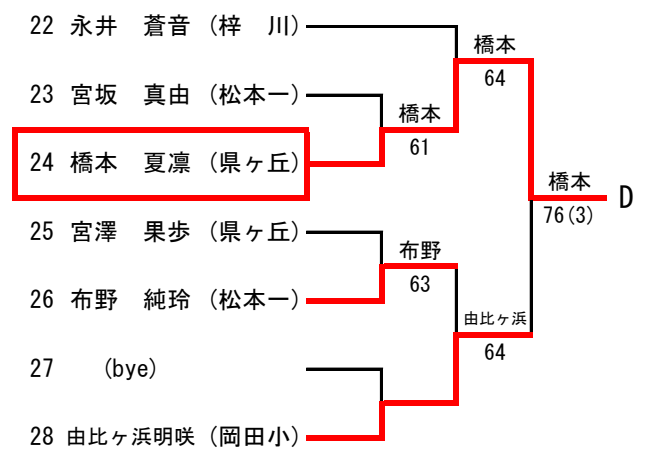 22 永井　蒼音（梓　川）
橋本
64
23 宮坂　真由（松本一）
橋本
61
24 橋本　夏凛（県ヶ丘）
橋本
76(3)
D
25 宮澤　果歩（県ヶ丘）
布野
63
26 布野　純玲（松本一）
由比ヶ浜
64
27　(bye)
28 由比ヶ浜明咲（岡田小）